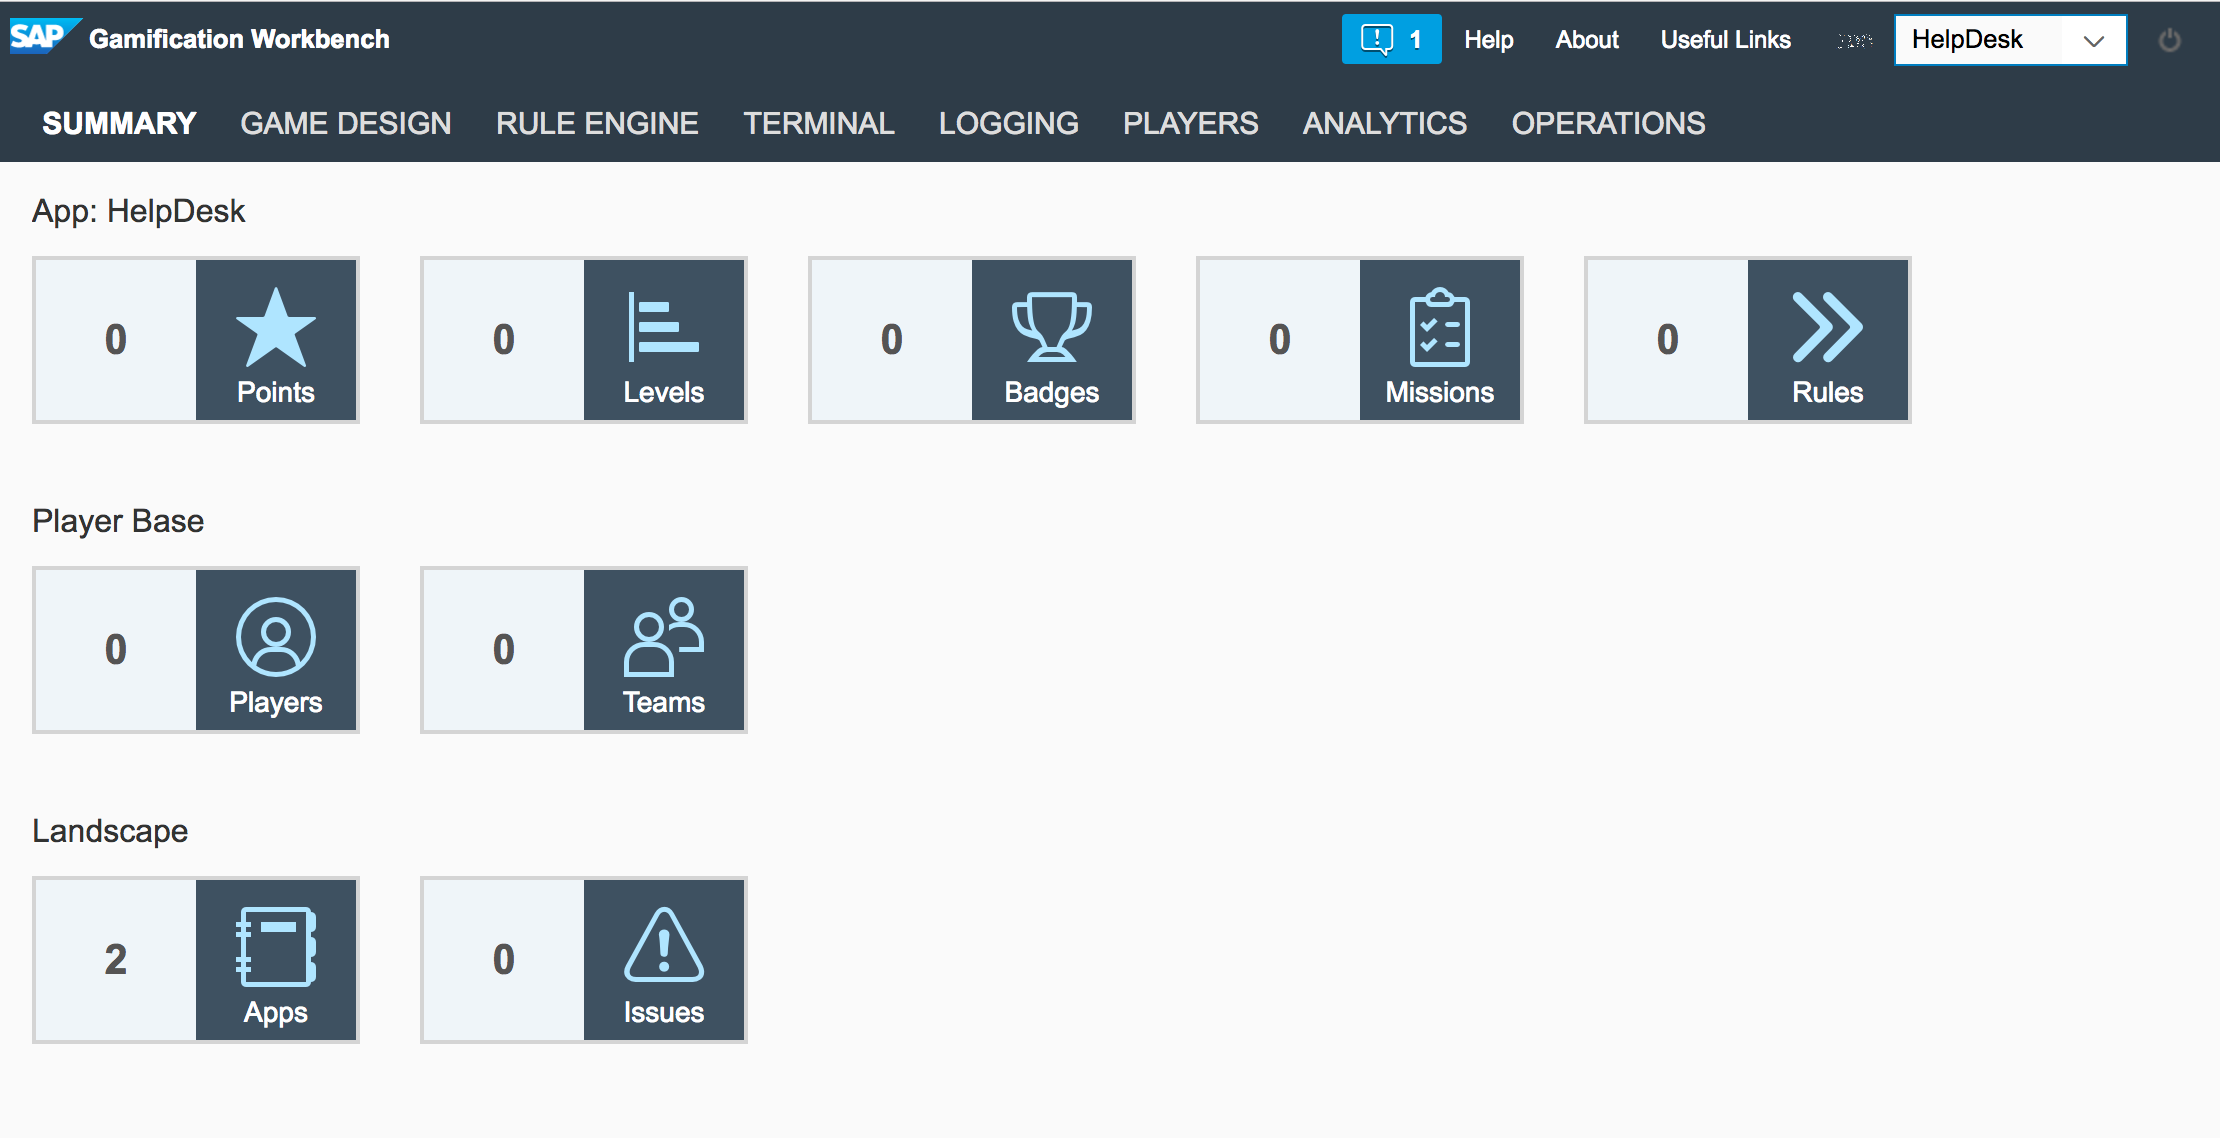 SAP Gamification Workbench
1 Help About Useful Links HelpDesk
SUMMARY GAME DESIGN RULE ENGINE TERMINAL LOGGING PLAYERS ANALYTICS OPERATIONS
App: HelpDesk
0 Points
0 Levels
0 Badges
0 Missions
0 Rules
Player Base
0 Players
0 Teams
Landscape
2 Apps
0 Issues